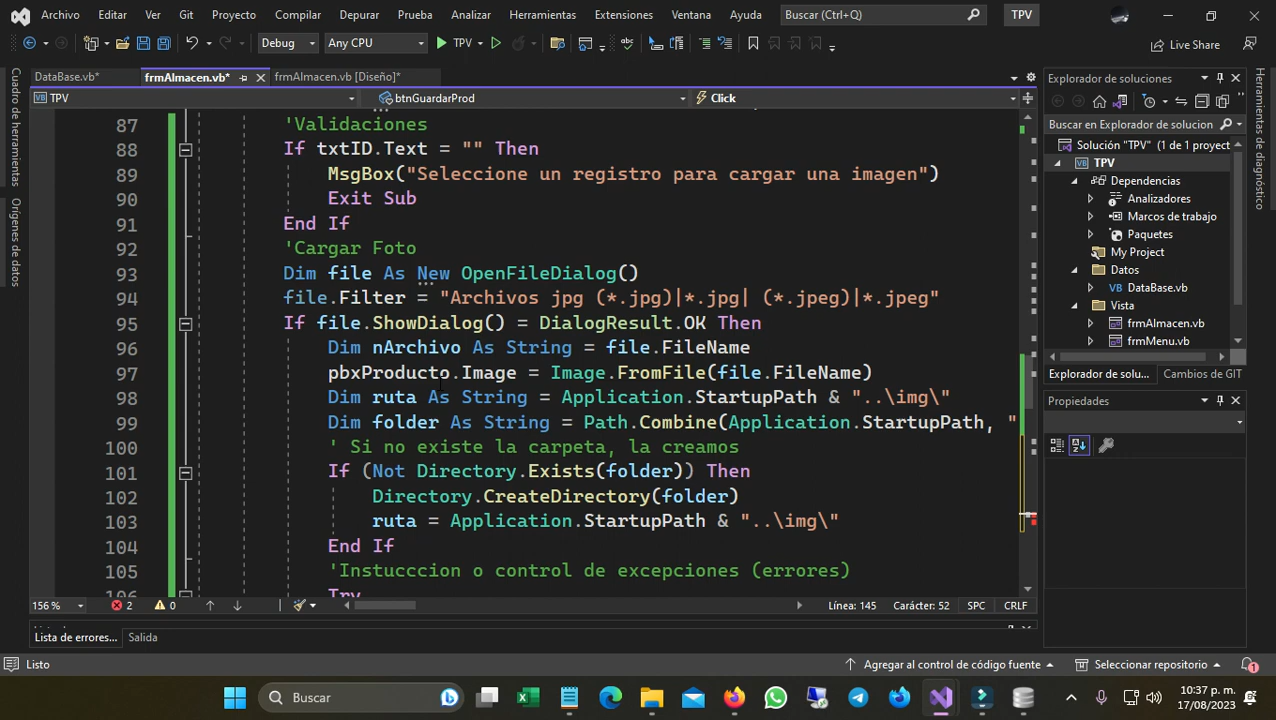 Archivo Editar Ver Git Proyecto Compilar Depurar Prueba Analizar Herramientas Extensiones Ventana Ayuda Buscar (Ctrl+Q) TPV
Debug Any CPU TPV Live Share
DataBase.vb* frmAlmacen.vb* frmAlmacen.vb [Diseño]*
TPV btnGuardarProd Click
Cuadro de herramientas
Orígenes de datos
87 'Validaciones
88 If txtID.Text = "" Then
89 MsgBox("Seleccione un registro para cargar una imagen")
90 Exit Sub
91 End If
92 'Cargar Foto
93 Dim file As New OpenFileDialog()
94 file.Filter = "Archivos jpg (*.jpg)|*.jpg| (*.jpeg)|*.jpeg"
95 If file.ShowDialog() = DialogResult.OK Then
96 Dim nArchivo As String = file.FileName
97 pbxProducto.Image = Image.FromFile(file.FileName)
98 Dim ruta As String = Application.StartupPath & "..\img\"
99 Dim folder As String = Path.Combine(Application.StartupPath, "
100 ' Si no existe la carpeta, la creamos
101 If (Not Directory.Exists(folder)) Then
102 Directory.CreateDirectory(folder)
103 ruta = Application.StartupPath & "..\img\"
104 End If
105 'Instucccion o control de excepciones (errores)
106 Try
156 % 2 0 Línea: 145 Carácter: 52 SPC CRLF
Lista de errores... Salida
Explorador de soluciones
Buscar en Explorador de solucion
Solución "TPV" (1 de 1 proyect
TPV
Dependencias
Analizadores
Marcos de trabajo
Paquetes
My Project
Datos
DataBase.vb
Vista
frmAlmacen.vb
frmMenu.vb
Explorador de solu... Cambios de GIT
Propiedades
Herramientas de diagnóstico
Listo Agregar al control de código fuente Seleccionar repositorio 1
Buscar
10:37 p. m.
17/08/2023